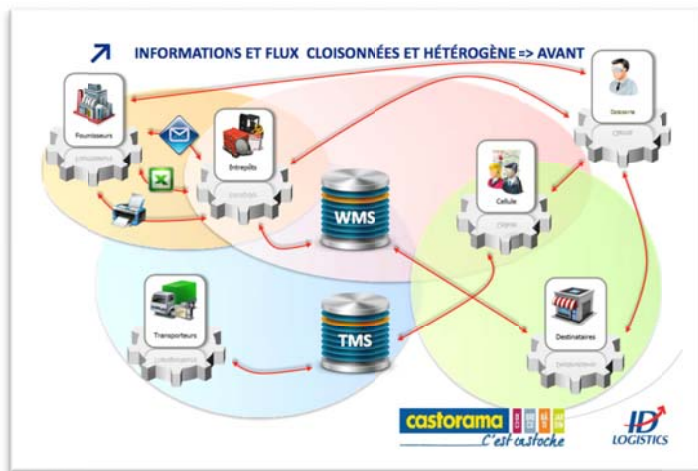 INFORMATIONS ET FLUX CLOISONNÉES ET HÉTÉROGÈNE => AVANT
Fournisseurs
Entrepôts
Cellule
WMS
Transporteurs
TMS
Destinataires
castorama
C'est castoche
ID
LOGISTICS